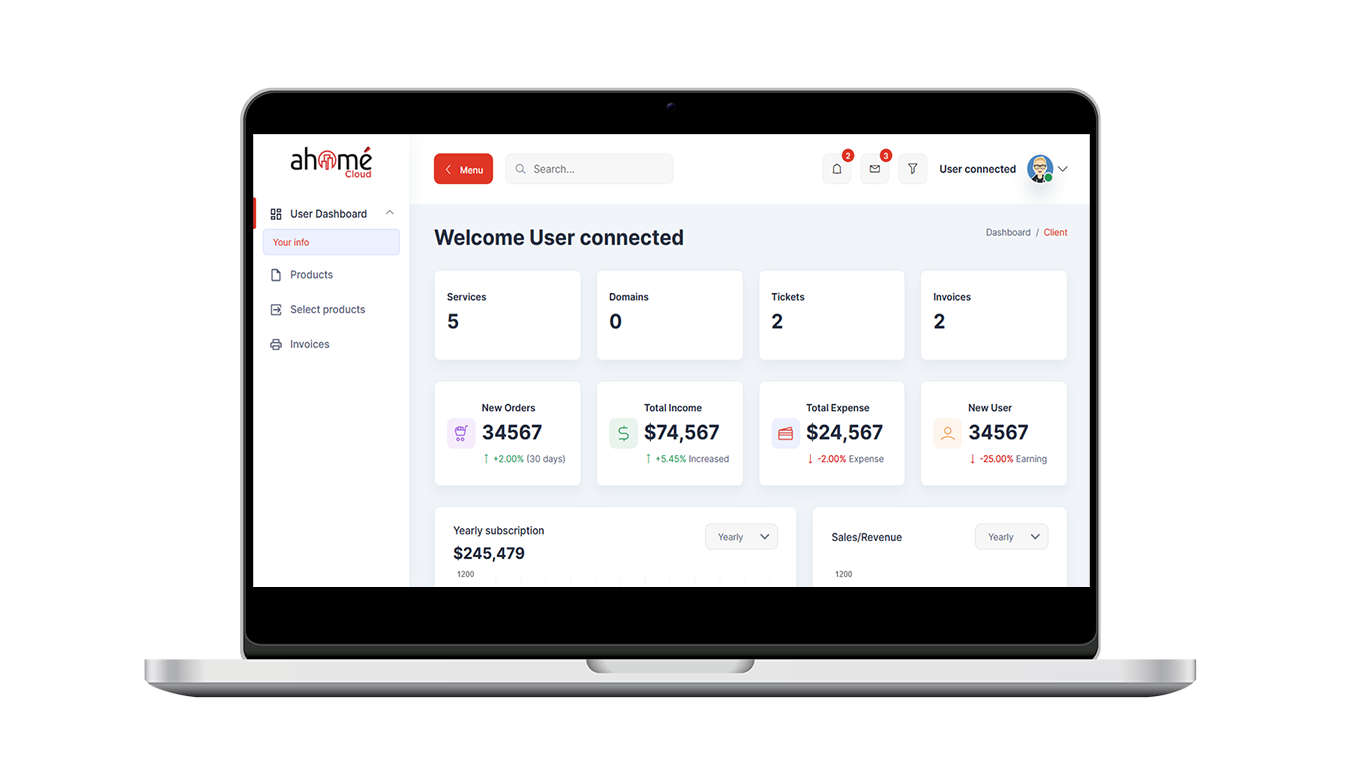 ahomé
Cloud
Menu
Search...
2
3
User connected
User Dashboard
Your info
Products
Select products
Invoices
Welcome User connected
Dashboard / Client
Services
5
Domains
0
Tickets
2
Invoices
2
New Orders
34567
↑ +2.00% (30 days)
Total Income
$74,567
↑ +5.45% Increased
Total Expense
$24,567
↓ -2.00% Expense
New User
34567
↓ -25.00% Earning
Yearly subscription
$245,479
Yearly
1200
Sales/Revenue
Yearly
1200